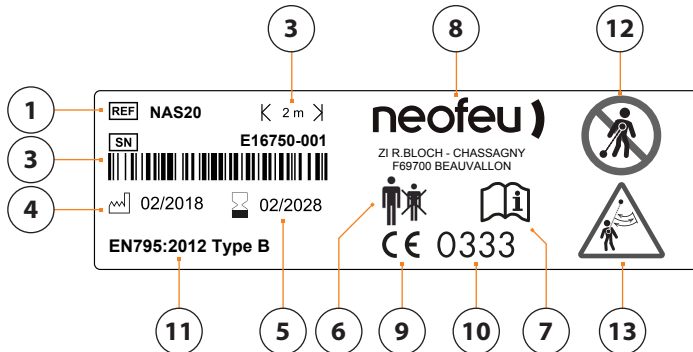 3 8 12
1 REF NAS20 2 m neofeu
SN E16750-001
3
ZI R.BLOCH - CHASSAGNY
F69700 BEAUVALLON
4 02/2018 02/2028 i
EN795:2012 Type B CE 0333
11 5 6 9 10 7 13